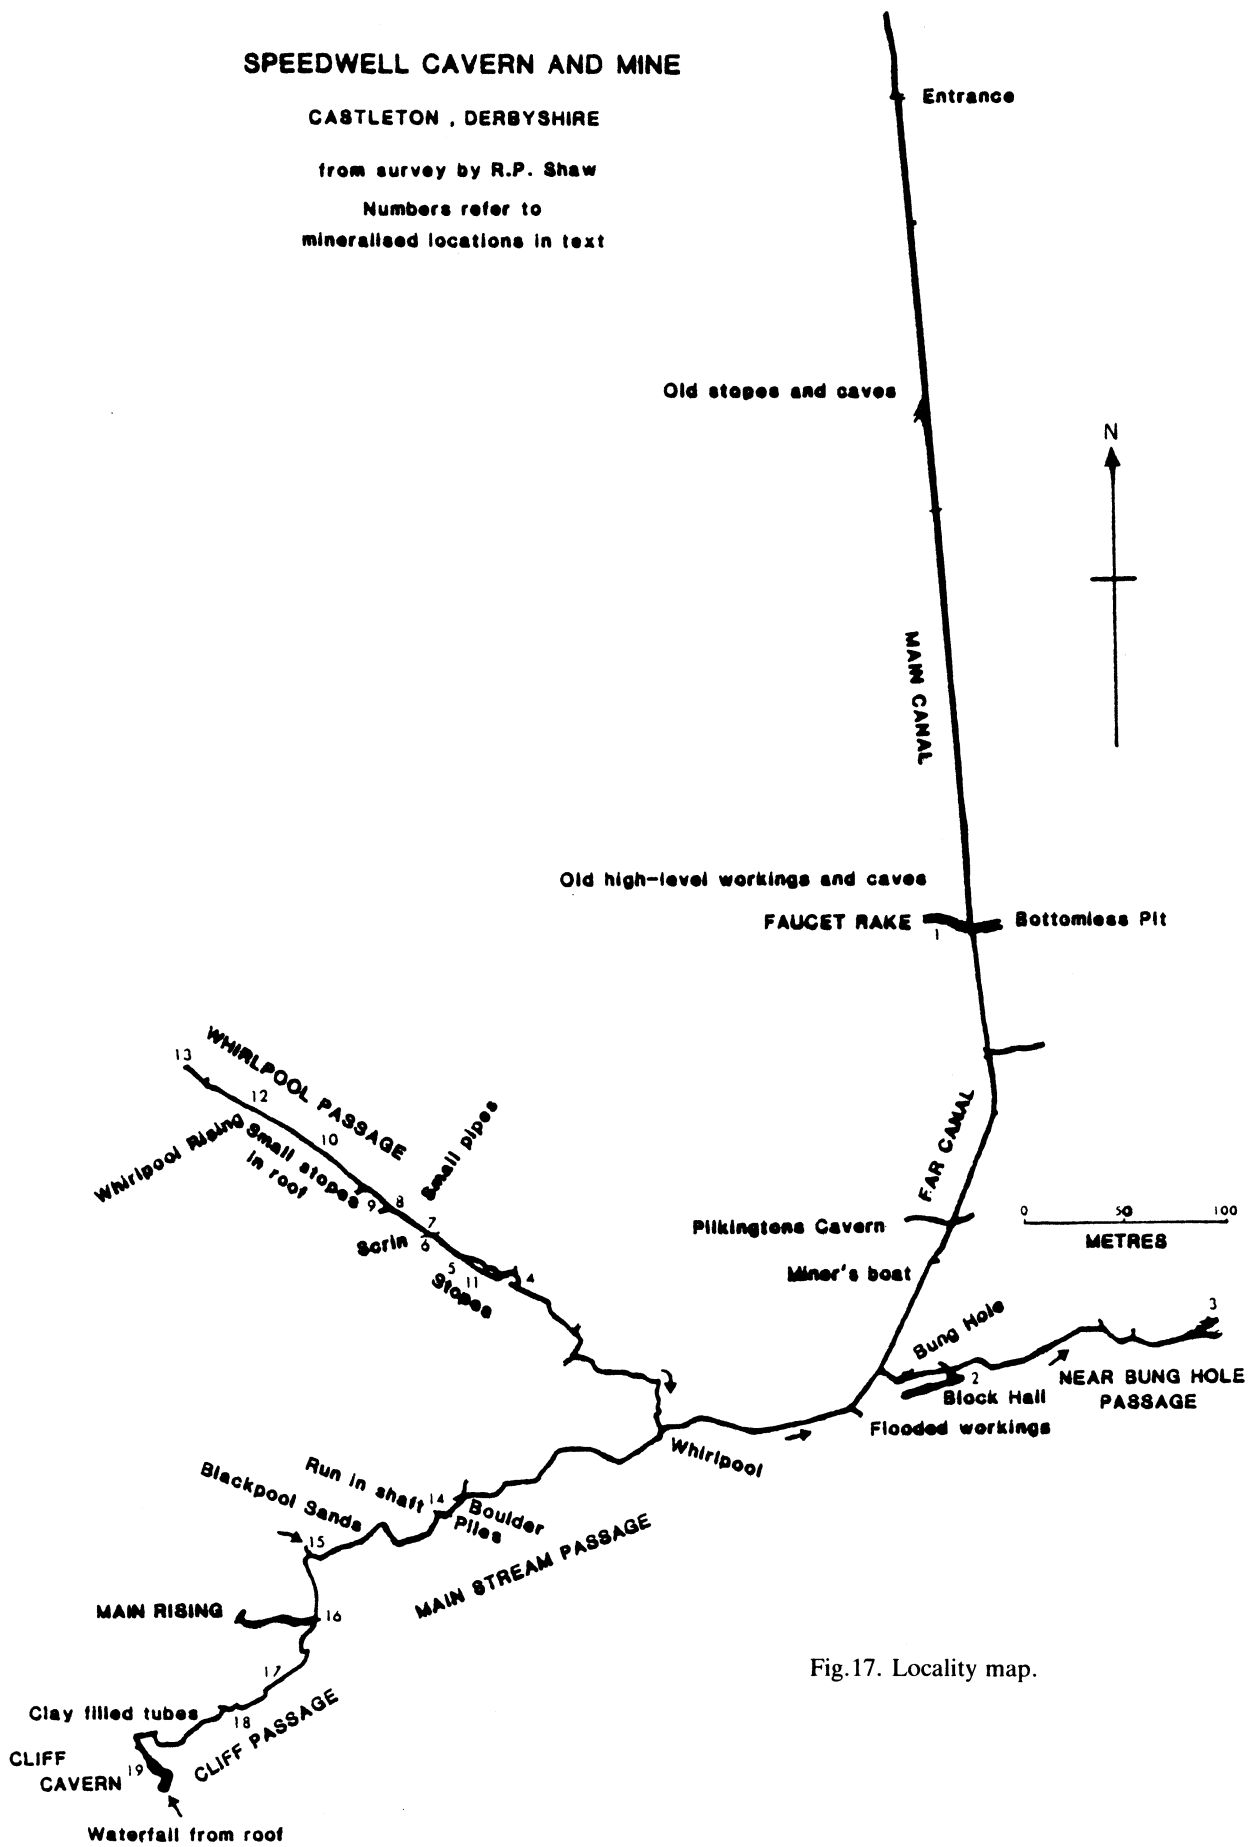 SPEEDWELL CAVERN AND MINE
CASTLETON , DERBYSHIRE
from survey by R.P. Shaw
Numbers refer to
mineralised locations in text
Entrance
Old stopes and caves
N
MAIN CANAL
Old high-level workings and caves
FAUCET RAKE
1
Bottomless Pit
FAR CANAL
Pilkingtons Cavern
0 50 100
METRES
Miner's boat
13
WHIRLPOOL PASSAGE
12
Whirlpool Rising
10
Small stopes
in roof
9
8
Small pipes
7
Scrin
6
5
11
4
Stopes
Bung Hole
3
2
Block Hall
NEAR BUNG HOLE
PASSAGE
Flooded workings
Whirlpool
Run in shaft
14
Boulder
Piles
Blackpool Sands
15
MAIN STREAM PASSAGE
MAIN RISING
16
17
Clay filled tubes
18
CLIFF PASSAGE
CLIFF
CAVERN
19
Waterfall from roof
Fig.17. Locality map.